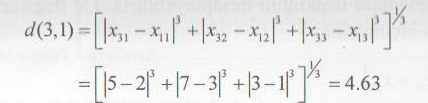 d(3,1) = [|x₃₁ − x₁₁|³ + |x₃₂ − x₁₂|³ + |x₃₃ − x₁₃|³]^⅓
= [|5 − 2|³ + |7 − 3|³ + |3 − 1|³]^⅓ = 4.63